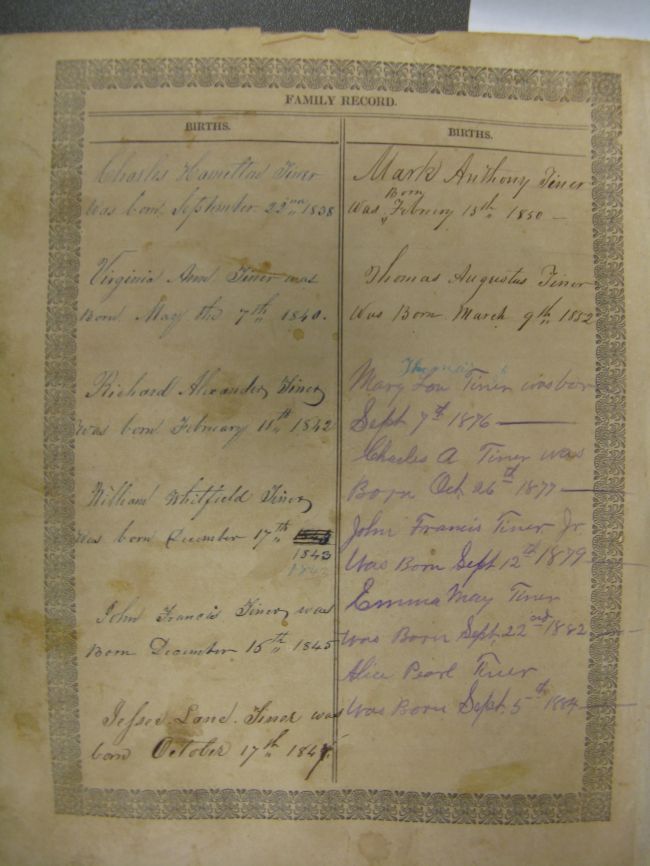 FAMILY RECORD.
BIRTHS.
Charles Hamilton Tiner
Was born, September 22nd 1838
Virginia Ann Tiner was
Born May the 7th 1840.
Richard Alexander Tiner
Was born February 11th 1842
William Whitfield Tiner
Was born December 17th
1843
John Francis Tiner was
Born December 15th 1845
Jessee Lane Tiner was
born October 17th 1847
BIRTHS.
Mark Anthony Tiner
Born
Was February 13th 1850
Thomas Augustus Tiner
Was Born March 9th 1852
Mary Lou Tiner was bor
Sept 7th 1876
Charles A Tiner was
Born Oct 26th 1877
John Francis Tiner Jr
Was Born Sept 12th 1879
Emma May Tiner
Was Born Sept 22nd 1882
Alice Pearl Tiner
Was Born Sept 5th 1884